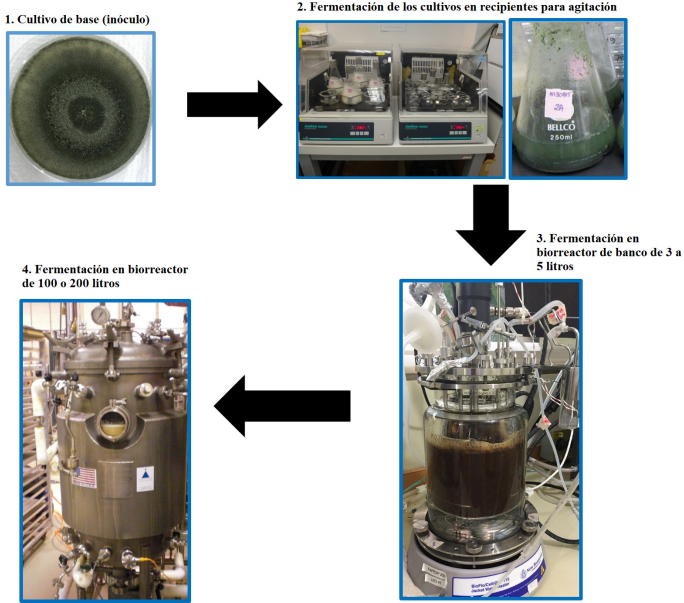 1. Cultivo de base (inóculo)
2. Fermentación de los cultivos en recipientes para agitación
2A
BELLCO
250ml
3. Fermentación en
biorreactor de banco de 3 a
5 litros
4. Fermentación en biorreactor
de 100 o 200 litros